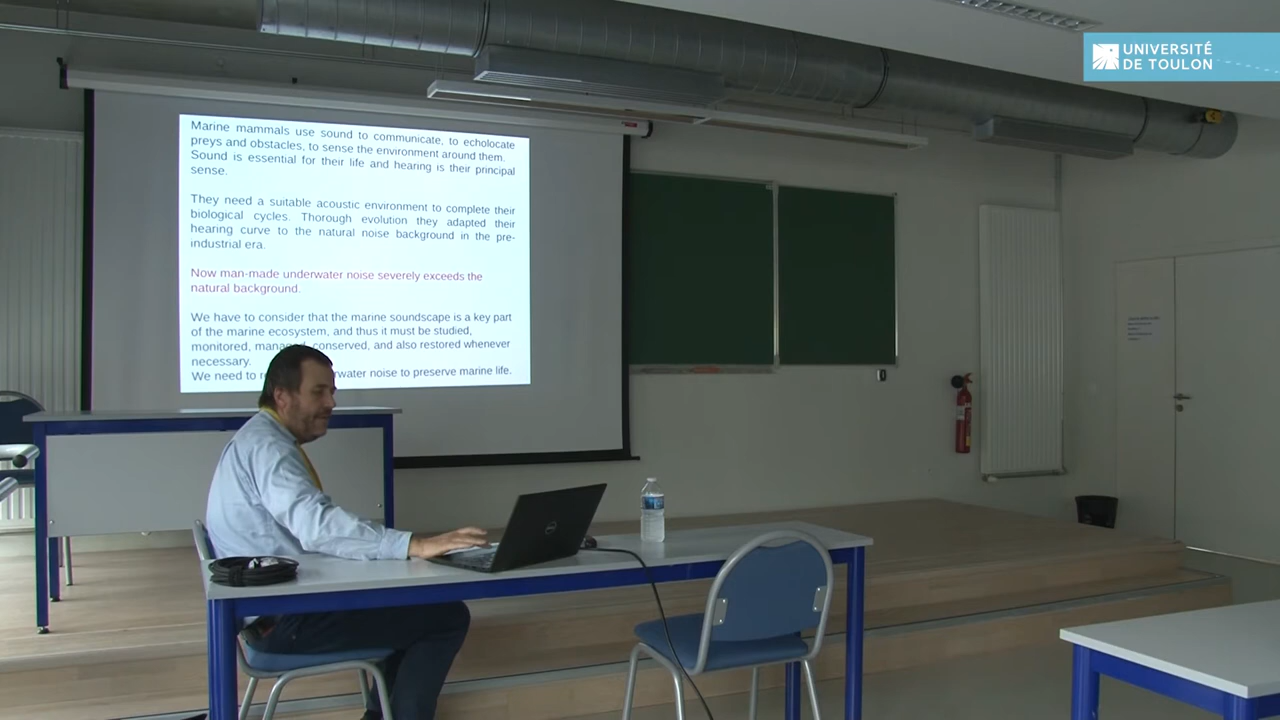 UNIVERSITÉ
DE TOULON
Marine mammals use sound to communicate, to echolocate
preys and obstacles, to sense the environment around them.
Sound is essential for their life and hearing is their principal
sense.
They need a suitable acoustic environment to complete their
biological cycles. Thorough evolution they adapted their
hearing curve to the natural noise background in the pre-
industrial era.
Now man-made underwater noise severely exceeds the
natural background.
We have to consider that the marine soundscape is a key part
of the marine ecosystem, and thus it must be studied,
monitored, conserved, and also restored whenever
necessary.
We need to noise to preserve marine life.
DELL